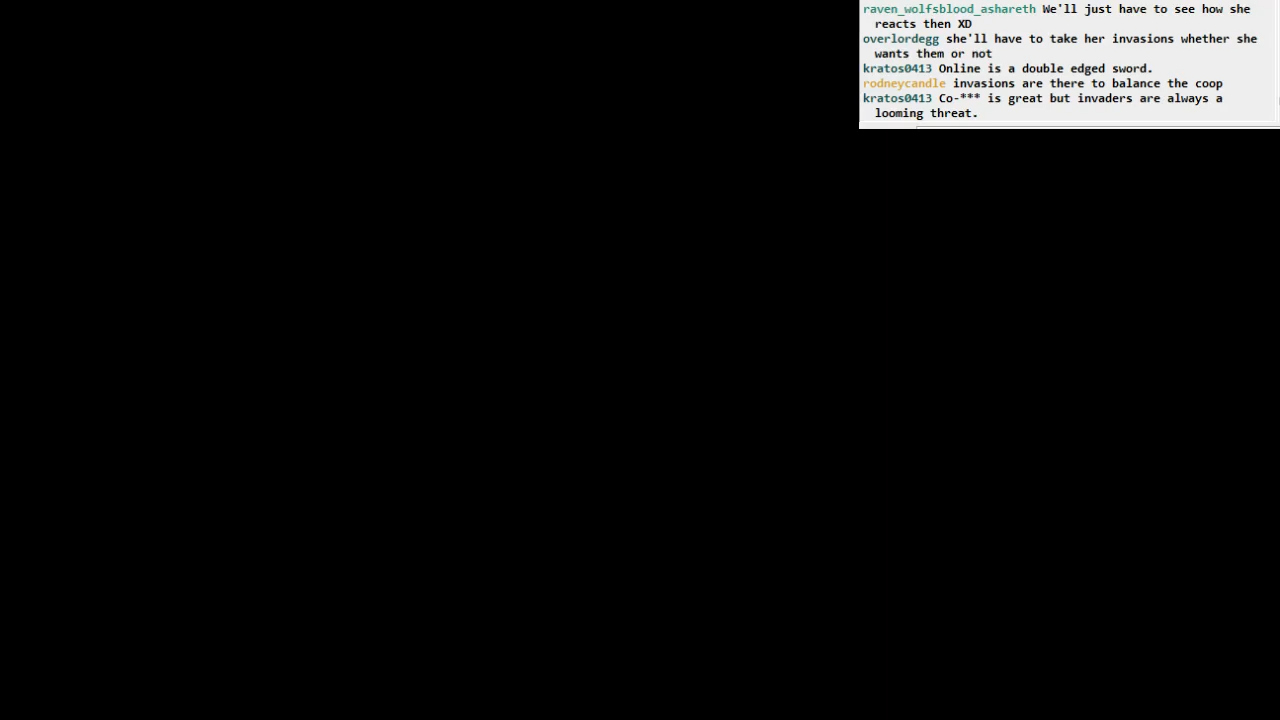 raven_wolfsblood_ashareth We'll just have to see how she
reacts then XD
overlordegg she'll have to take her invasions whether she
wants them or not
kratos0413 Online is a double edged sword.
rodneycandle invasions are there to balance the coop
kratos0413 Co-*** is great but invaders are always a
looming threat.